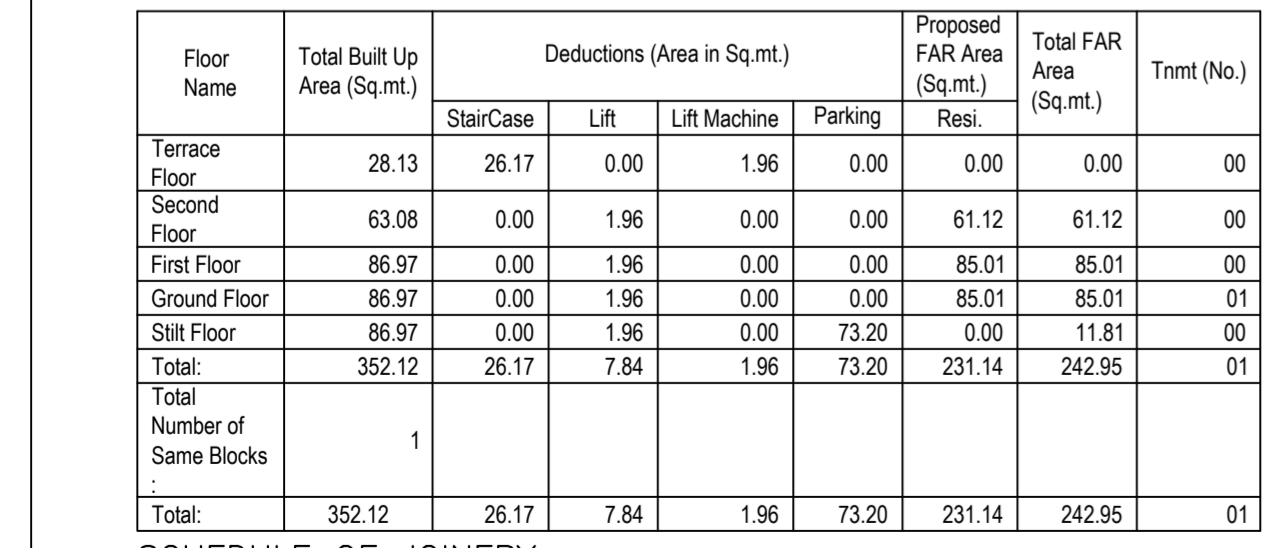 Floor Name Total Built Up Area (Sq.mt.) Deductions (Area in Sq.mt.) Proposed FAR Area (Sq.mt.) Total FAR Area (Sq.mt.) Tnmt (No.)
StairCase Lift Lift Machine Parking Resi.
Terrace Floor 28.13 26.17 0.00 1.96 0.00 0.00 0.00 00
Second Floor 63.08 0.00 1.96 0.00 0.00 61.12 61.12 00
First Floor 86.97 0.00 1.96 0.00 0.00 85.01 85.01 00
Ground Floor 86.97 0.00 1.96 0.00 0.00 85.01 85.01 01
Stilt Floor 86.97 0.00 1.96 0.00 73.20 0.00 11.81 00
Total: 352.12 26.17 7.84 1.96 73.20 231.14 242.95 01
Total Number of Same Blocks : 1
Total: 352.12 26.17 7.84 1.96 73.20 231.14 242.95 01
SCHEDULE OF JOINERY